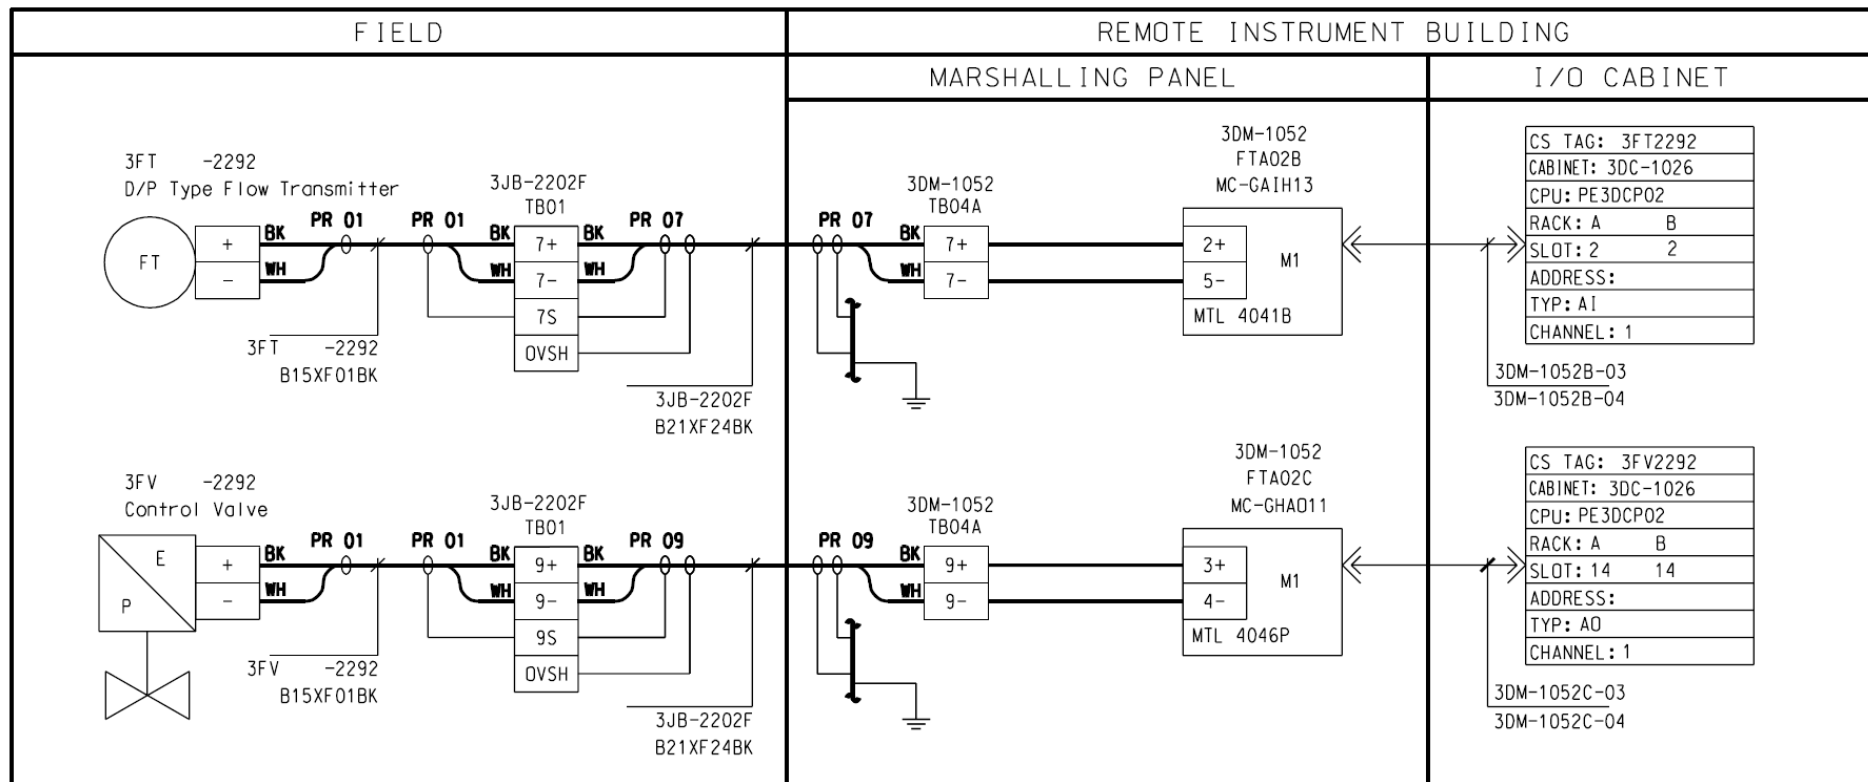 FIELD
REMOTE INSTRUMENT BUILDING
MARSHALLING PANEL
I/O CABINET
3FT -2292
D/P Type Flow Transmitter
FT
+
-
BK
WH
PR 01
PR 01
3FT -2292
B15XF01BK
3JB-2202F
TB01
BK
WH
7+
7-
7S
OVSH
BK
WH
PR 07
3JB-2202F
B21XF24BK
PR 07
3DM-1052
TB04A
BK
WH
7+
7-
3DM-1052
FTA02B
MC-GAIH13
2+
5-
M1
MTL 4041B
CS TAG: 3FT2292
CABINET: 3DC-1026
CPU: PE3DCP02
RACK: A B
SLOT: 2 2
ADDRESS:
TYP: AI
CHANNEL: 1
3DM-1052B-03
3DM-1052B-04
3FV -2292
Control Valve
E
P
+
-
BK
WH
PR 01
PR 01
3FV -2292
B15XF01BK
3JB-2202F
TB01
BK
WH
9+
9-
9S
OVSH
BK
WH
PR 09
3JB-2202F
B21XF24BK
PR 09
3DM-1052
TB04A
BK
WH
9+
9-
3DM-1052
FTA02C
MC-GHAO11
3+
4-
M1
MTL 4046P
CS TAG: 3FV2292
CABINET: 3DC-1026
CPU: PE3DCP02
RACK: A B
SLOT: 14 14
ADDRESS:
TYP: AO
CHANNEL: 1
3DM-1052C-03
3DM-1052C-04